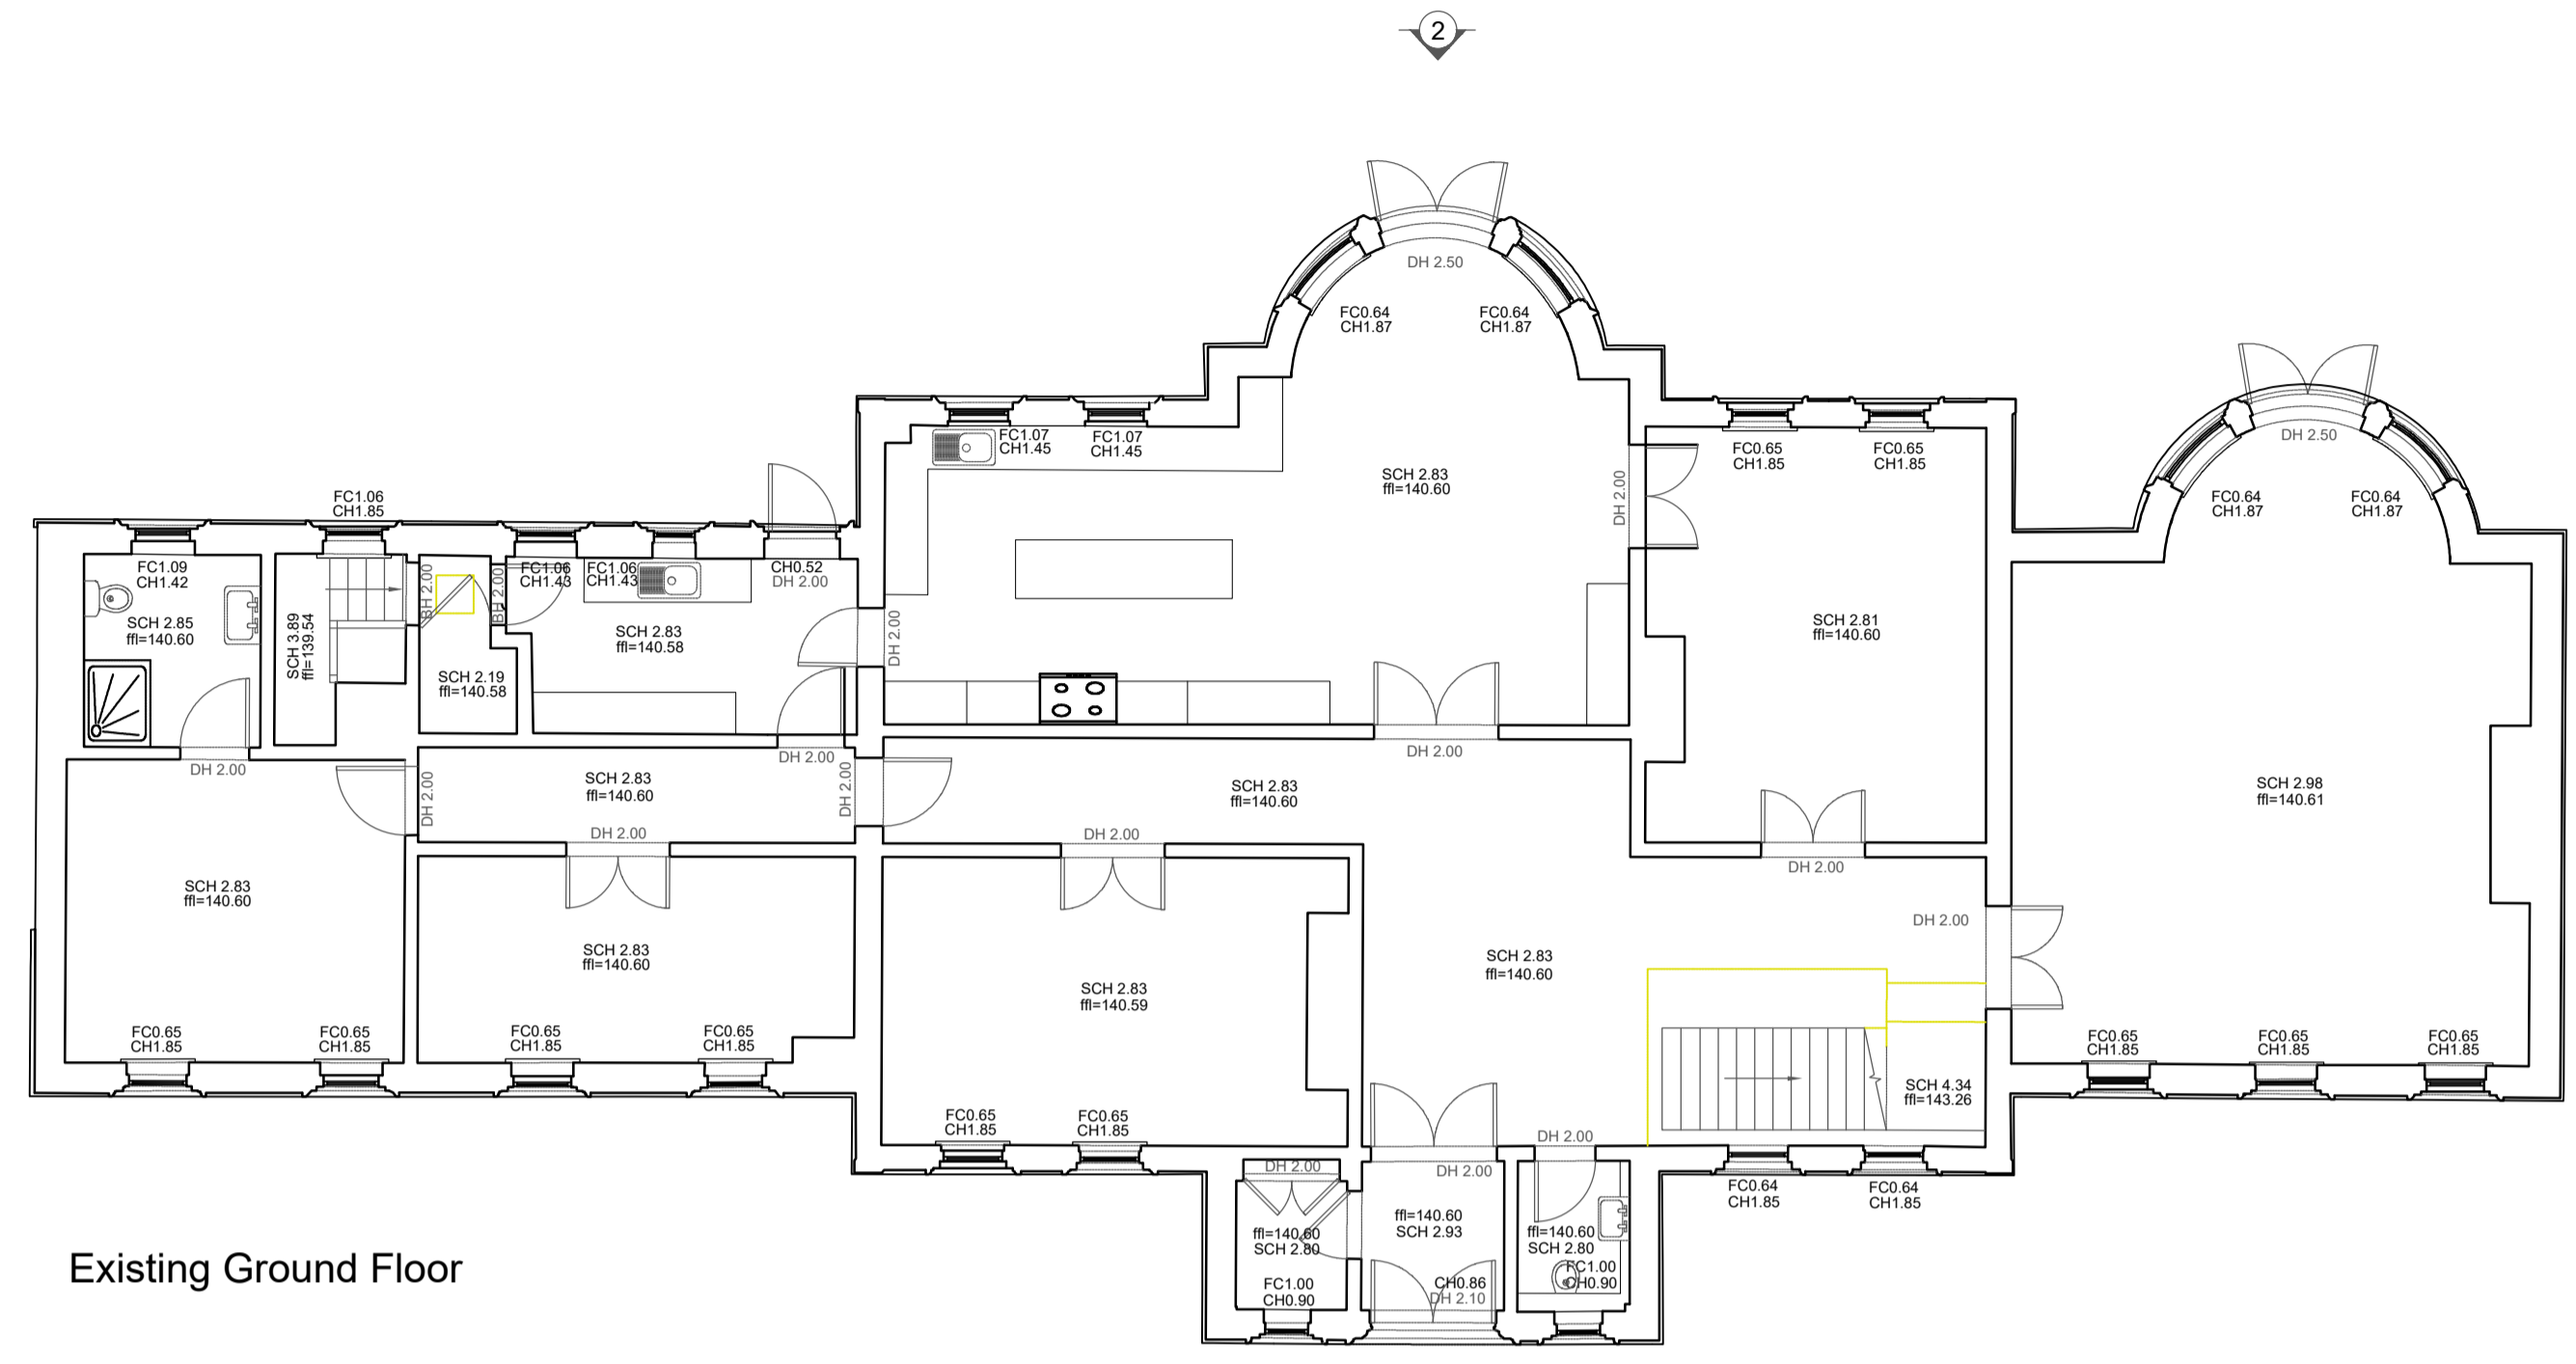 2
DH 2.50
FC0.64
CH1.87
FC0.64
CH1.87
DH 2.50
FC0.64
CH1.87
FC0.64
CH1.87
FC1.07
CH1.45
FC1.07
CH1.45
SCH 2.83
ffl=140.60
DH 2.00
FC0.65
CH1.85
FC0.65
CH1.85
FC1.06
CH1.85
FC1.09
CH1.42
SCH 2.85
ffl=140.60
SCH 3.89
ffl=139.54
BH 2.00
BH 2.00
FC1.06
CH1.43
FC1.06
CH1.43
CH0.52
DH 2.00
SCH 2.83
ffl=140.58
SCH 2.19
ffl=140.58
DH 2.00
SCH 2.81
ffl=140.60
DH 2.00
DH 2.00
DH 2.00
SCH 2.83
ffl=140.60
DH 2.00
DH 2.00
SCH 2.83
ffl=140.60
DH 2.00
SCH 2.98
ffl=140.61
DH 2.00
DH 2.00
DH 2.00
SCH 2.83
ffl=140.60
SCH 2.83
ffl=140.60
SCH 2.83
ffl=140.59
SCH 2.83
ffl=140.60
DH 2.00
FC0.65
CH1.85
FC0.65
CH1.85
FC0.65
CH1.85
FC0.65
CH1.85
FC0.65
CH1.85
FC0.65
CH1.85
FC0.65
CH1.85
SCH 4.34
ffl=143.26
FC0.65
CH1.85
FC0.65
CH1.85
DH 2.00
DH 2.00
DH 2.00
FC0.64
CH1.85
FC0.64
CH1.85
ffl=140.60
SCH 2.80
FC1.00
CH0.90
ffl=140.60
SCH 2.93
CH0.86
DH 2.10
ffl=140.60
SCH 2.80
FC1.00
CH0.90
Existing Ground Floor